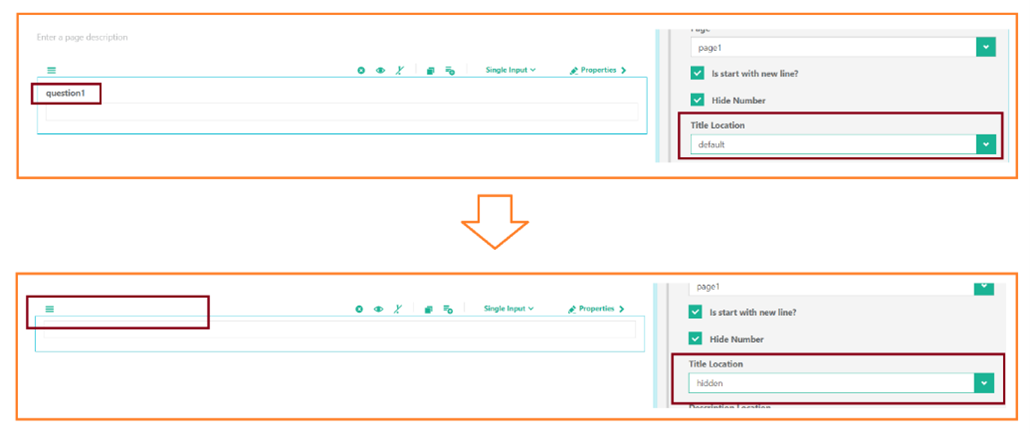 Page
Enter a page description
page1
Single Input
Properties
Is start with new line?
question1
Hide Number
Title Location
default
page1
Single Input
Properties
Is start with new line?
Hide Number
Title Location
hidden
Description Location